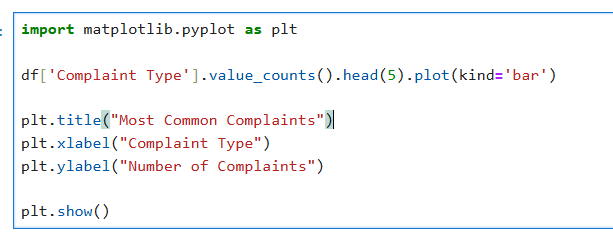 import matplotlib.pyplot as plt
df['Complaint Type'].value_counts().head(5).plot(kind='bar')
plt.title("Most Common Complaints")
plt.xlabel("Complaint Type")
plt.ylabel("Number of Complaints")
plt.show()